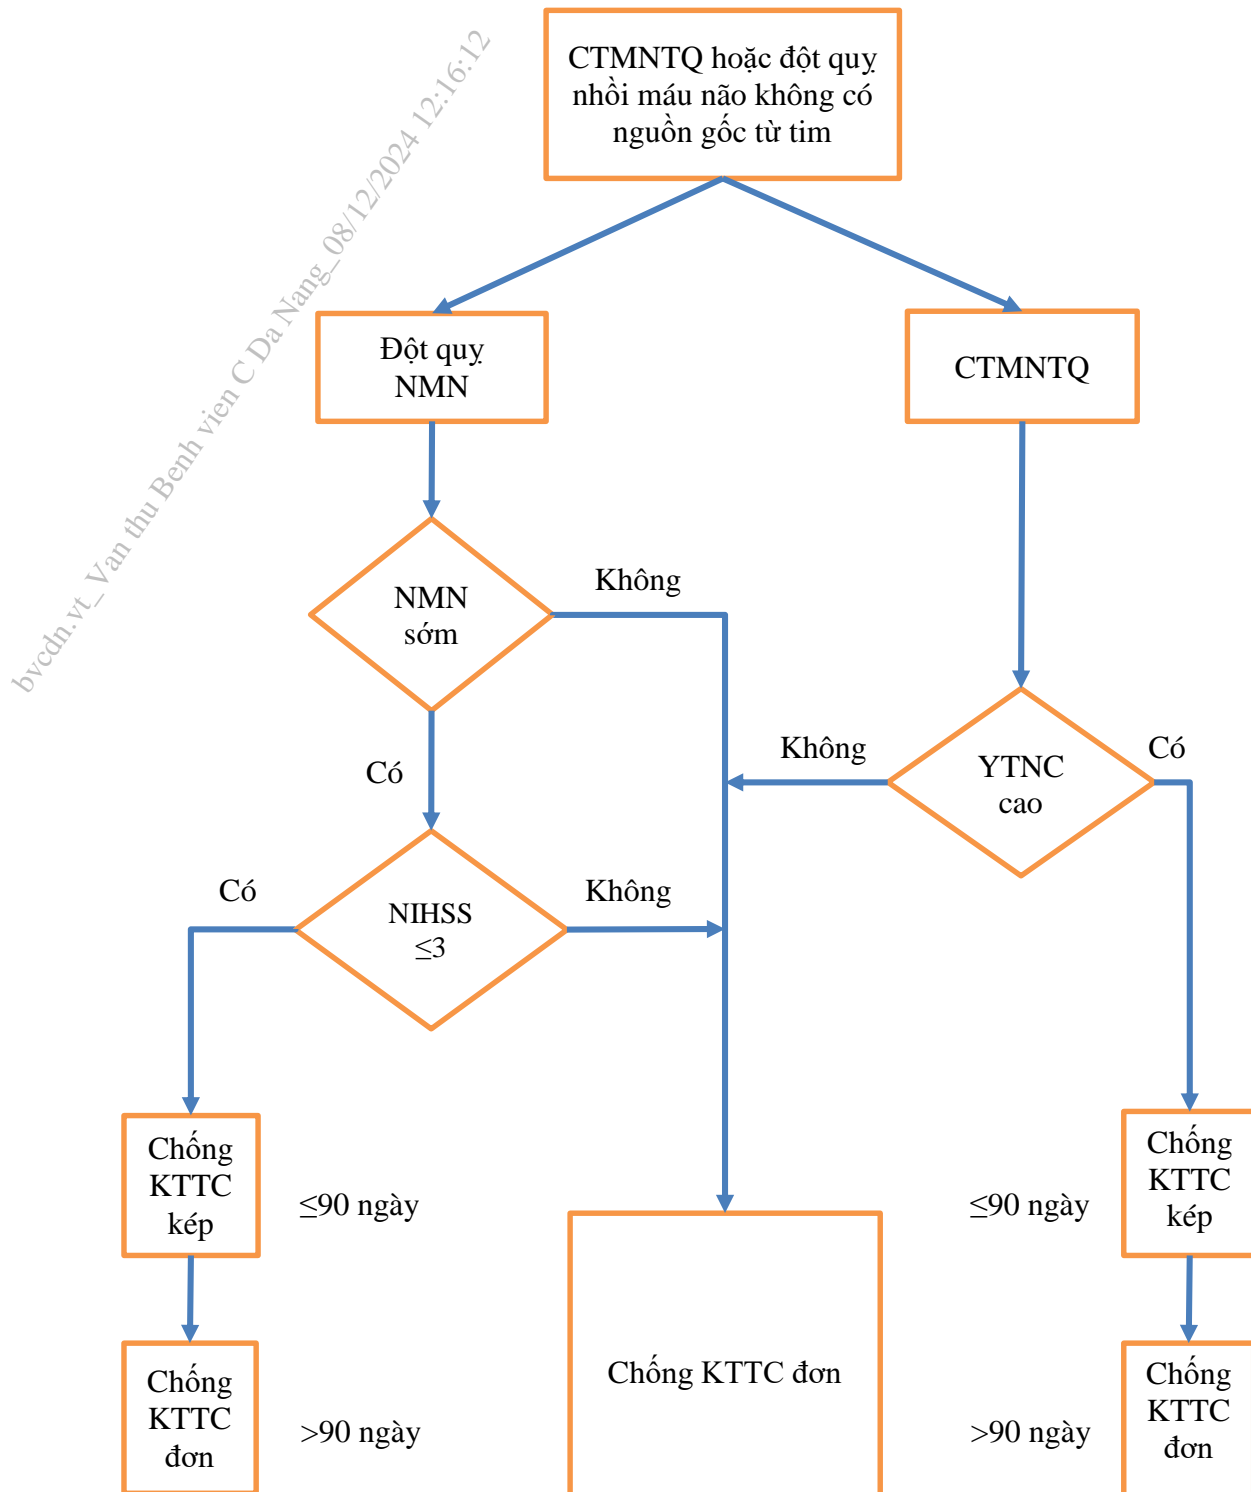 CTMNTQ hoặc đột quỵ
nhồi máu não không có
nguồn gốc từ tim
bvcdn.vt_Van thu Benh vien C Da Nang_08/12/2024 12:16:12
Đột quỵ
NMN
CTMNTQ
NMN
sớm
Không
Có
YTNC
cao
Không
Có
NIHSS
≤3
Có
Không
Chống
KTTC
kép
≤90 ngày
Chống
KTTC
đơn
>90 ngày
Chống KTTC đơn
≤90 ngày
Chống
KTTC
kép
>90 ngày
Chống
KTTC
đơn